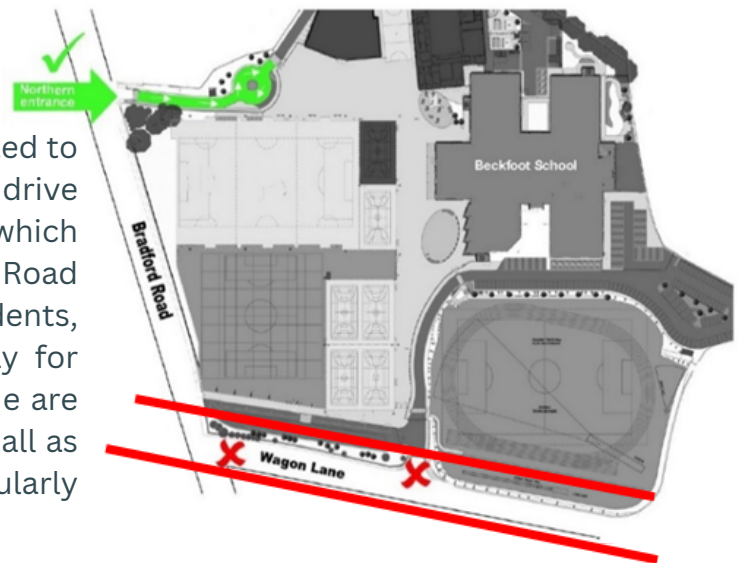 Northern
entrance
ed to
drive
which
Road
dents,
y for
e are
all as
ularly
Beckfoot School
Bradford Road
Wagon Lane